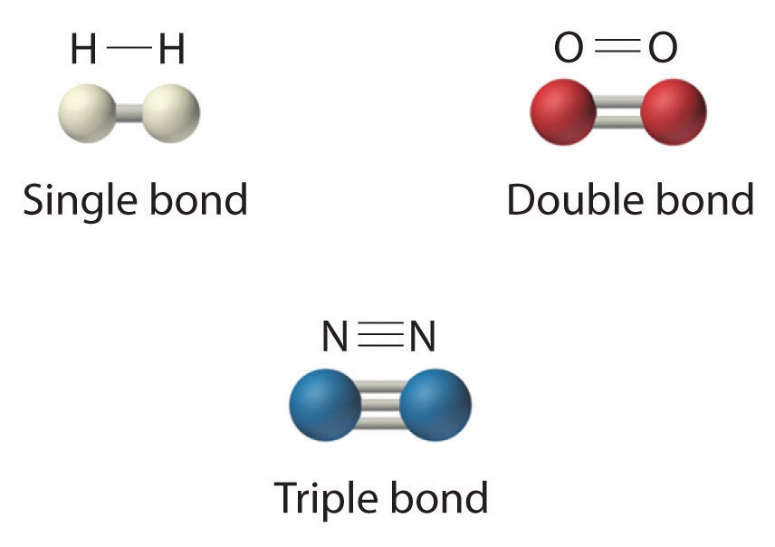 H—H
Single bond
O=O
Double bond
N≡N
Triple bond